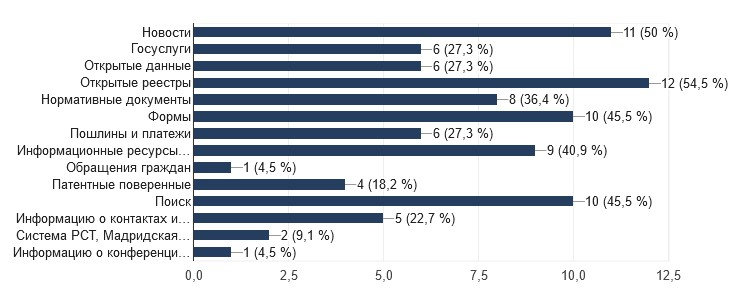 Новости 11 (50 %)
Госуслуги 6 (27,3 %)
Открытые данные 6 (27,3 %)
Открытые реестры 12 (54,5 %)
Нормативные документы 8 (36,4 %)
Формы 10 (45,5 %)
Пошлины и платежи 6 (27,3 %)
Информационные ресурсы... 9 (40,9 %)
Обращения граждан 1 (4,5 %)
Патентные поверенные 4 (18,2 %)
Поиск 10 (45,5 %)
Информацию о контактах и... 5 (22,7 %)
Система PCT, Мадридская... 2 (9,1 %)
Информацию о конференци... 1 (4,5 %)
0,0 2,5 5,0 7,5 10,0 12,5